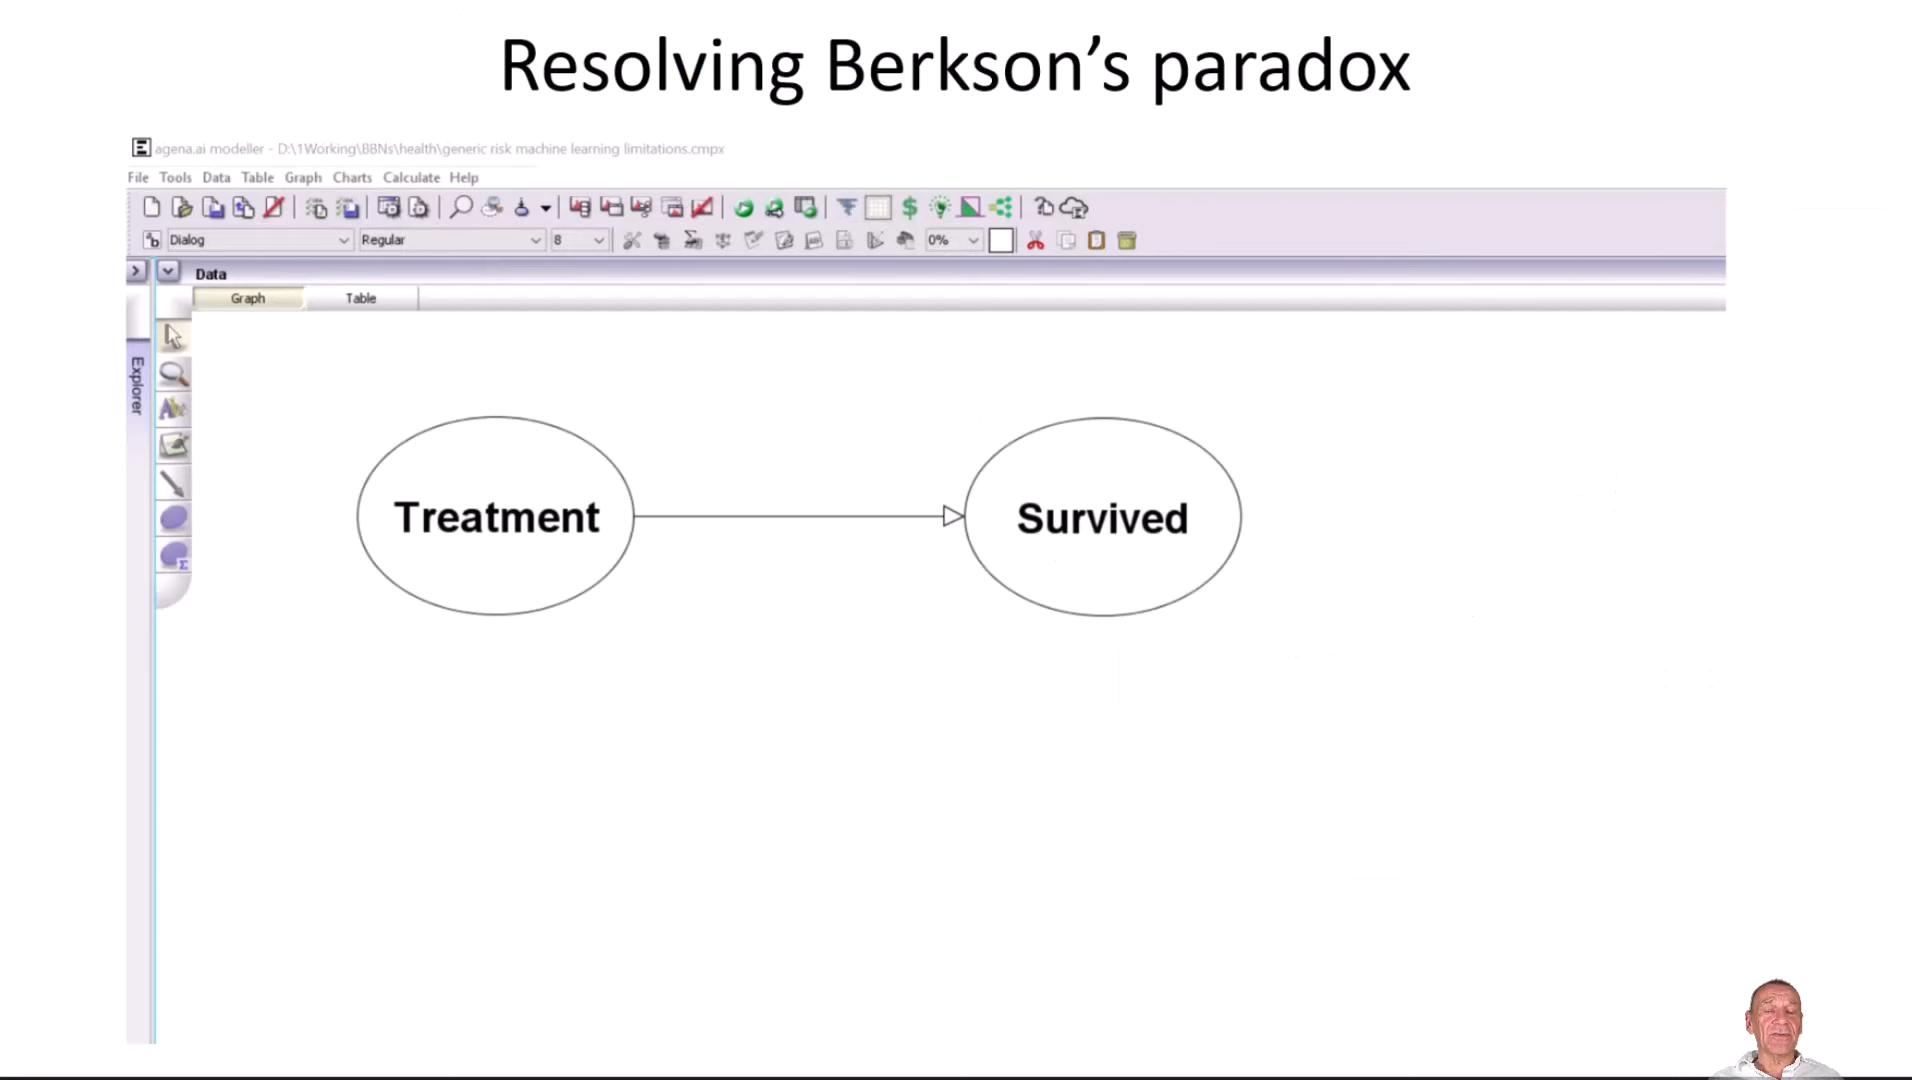 Resolving Berkson’s paradox
agena.ai modeller - D:\1Working\BBNs\health\generic risk machine learning limitations.cmpx
File Tools Data Table Graph Charts Calculate Help
Dialog Regular 8 0%
Data
Graph Table
Explorer
Treatment
Survived